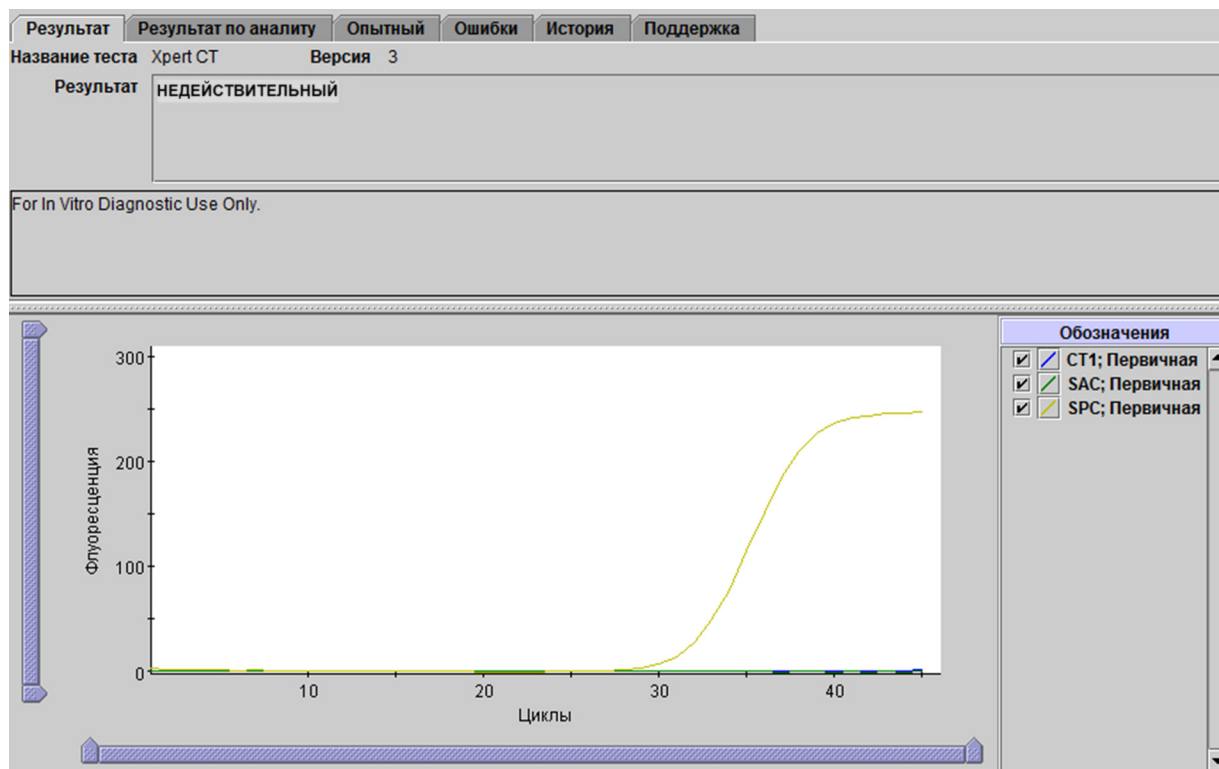 Результат Результат по аналиту Опытный Ошибки История Поддержка
Название теста Xpert CT Версия 3
Результат НЕДЕЙСТВИТЕЛЬНЫЙ
For In Vitro Diagnostic Use Only.
Обозначения
CT1; Первичная
SAC; Первичная
SPC; Первичная
300
200
100
0
Флуоресценция
10 20 30 40
Циклы